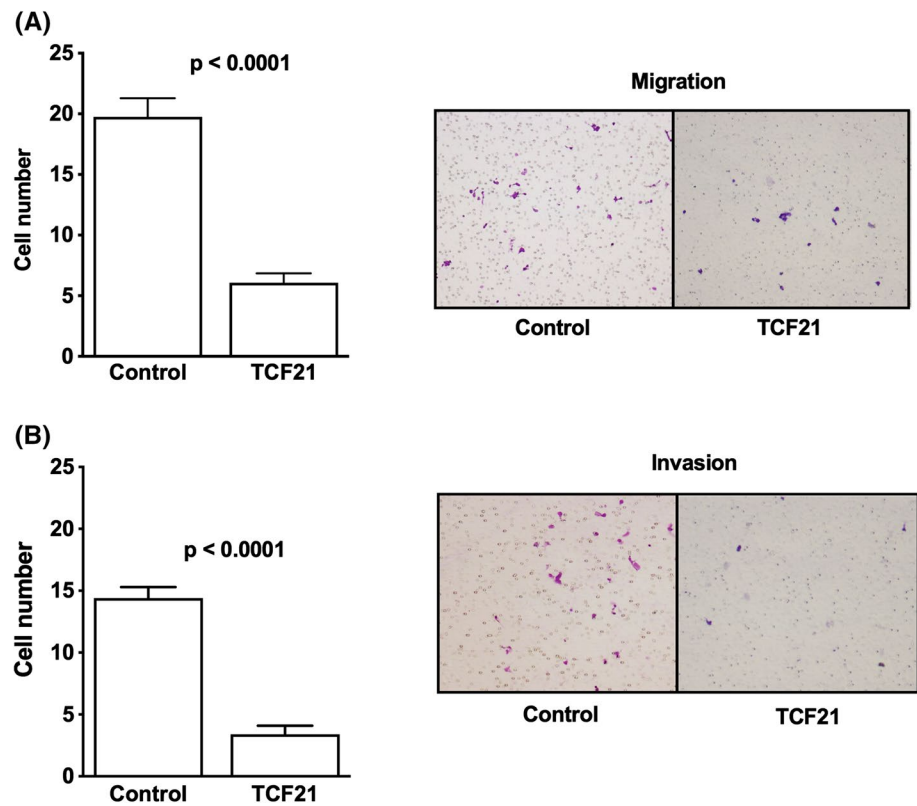 (A)
25
p < 0.0001
20
15
10
5
0
Cell number
Control TCF21
Migration
Control TCF21
(B)
25
20
p < 0.0001
15
10
5
0
Cell number
Control TCF21
Invasion
Control TCF21